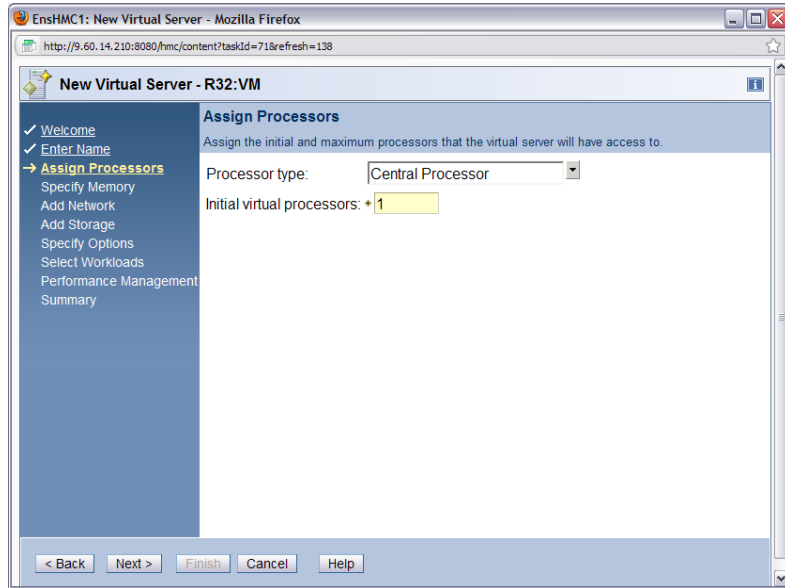 EnsHMC1: New Virtual Server - Mozilla Firefox
http://9.60.14.210:8080/hmc/content?taskId=71&refresh=138
New Virtual Server - R32:VM
i
Welcome
Enter Name
Assign Processors
Specify Memory
Add Network
Add Storage
Specify Options
Select Workloads
Performance Management
Summary
Assign Processors
Assign the initial and maximum processors that the virtual server will have access to.
Processor type: Central Processor
Initial virtual processors: * 1
< Back Next > Finish Cancel Help